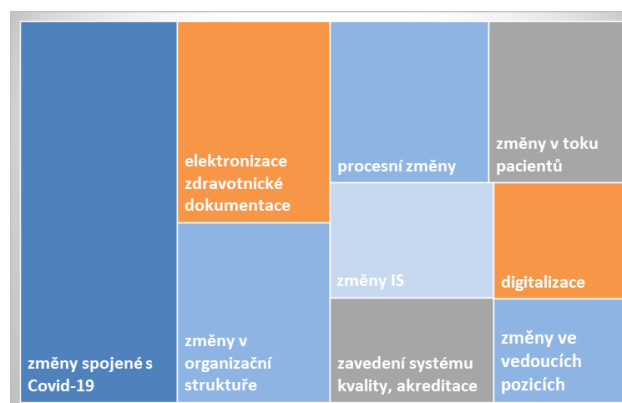 změny spojené s
Covid-19
elektronizace
zdravotnické
dokumentace
změny v
organizační
struktuře
procesní změny
změny v toku
pacientů
změny IS
digitalizace
zavedení systému
kvality, akreditace
změny ve
vedoucích
pozicích